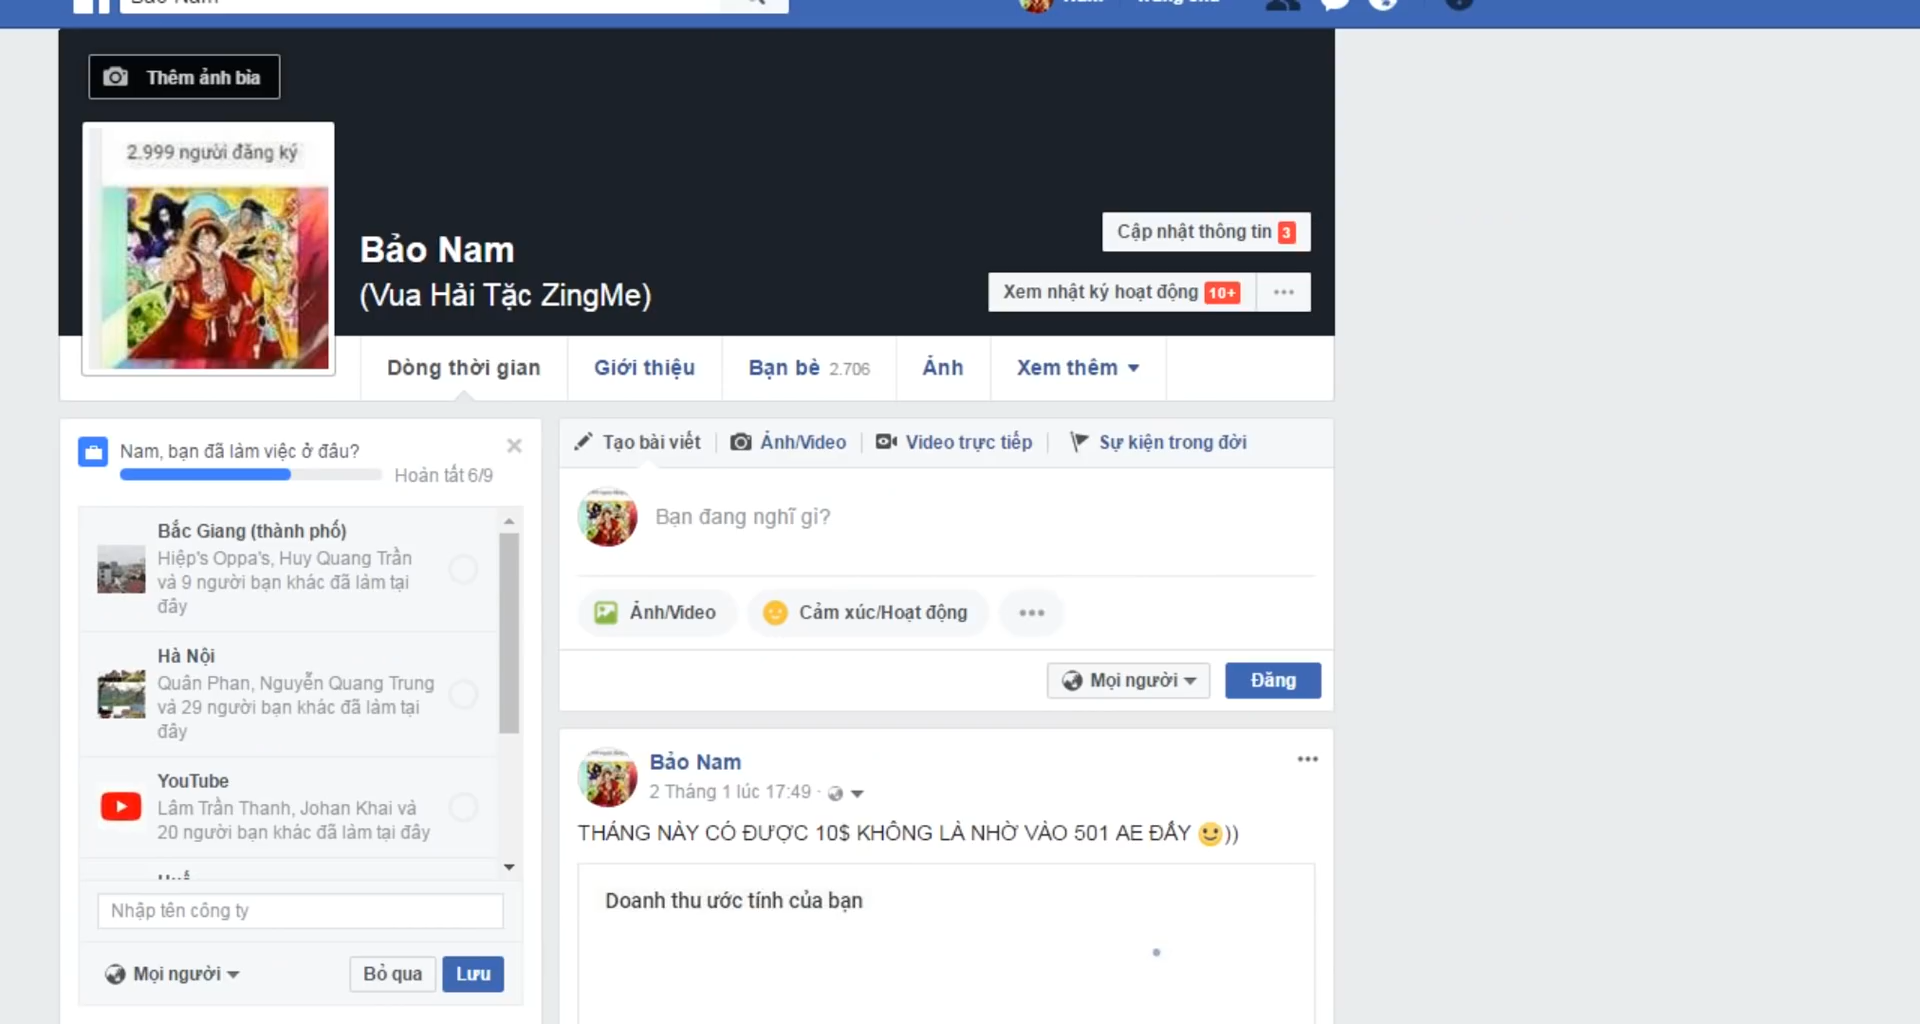 Thêm ảnh bìa
2.999 người đăng ký
Bảo Nam
(Vua Hải Tặc ZingMe)
Cập nhật thông tin 3
Xem nhật ký hoạt động 10+
Dòng thời gian
Giới thiệu
Bạn bè 2.706
Ảnh
Xem thêm
Nam, bạn đã làm việc ở đâu?
Hoàn tất 6/9
Bắc Giang (thành phố)
Hiệp's Oppa's, Huy Quang Trần
và 9 người bạn khác đã làm tại
đây
Hà Nội
Quân Phan, Nguyễn Quang Trung
và 29 người bạn khác đã làm tại
đây
YouTube
Lâm Trần Thanh, Johan Khai và
20 người bạn khác đã làm tại đây
Nhập tên công ty
Mọi người
Bỏ qua
Lưu
Tạo bài viết
Ảnh/Video
Video trực tiếp
Sự kiện trong đời
Bạn đang nghĩ gì?
Ảnh/Video
Cảm xúc/Hoạt động
Mọi người
Đăng
Bảo Nam
2 Tháng 1 lúc 17:49 ·
THÁNG NÀY CÓ ĐƯỢC 10$ KHÔNG LÀ NHỜ VÀO 501 AE ĐẤY 🙂))
Doanh thu ước tính của bạn